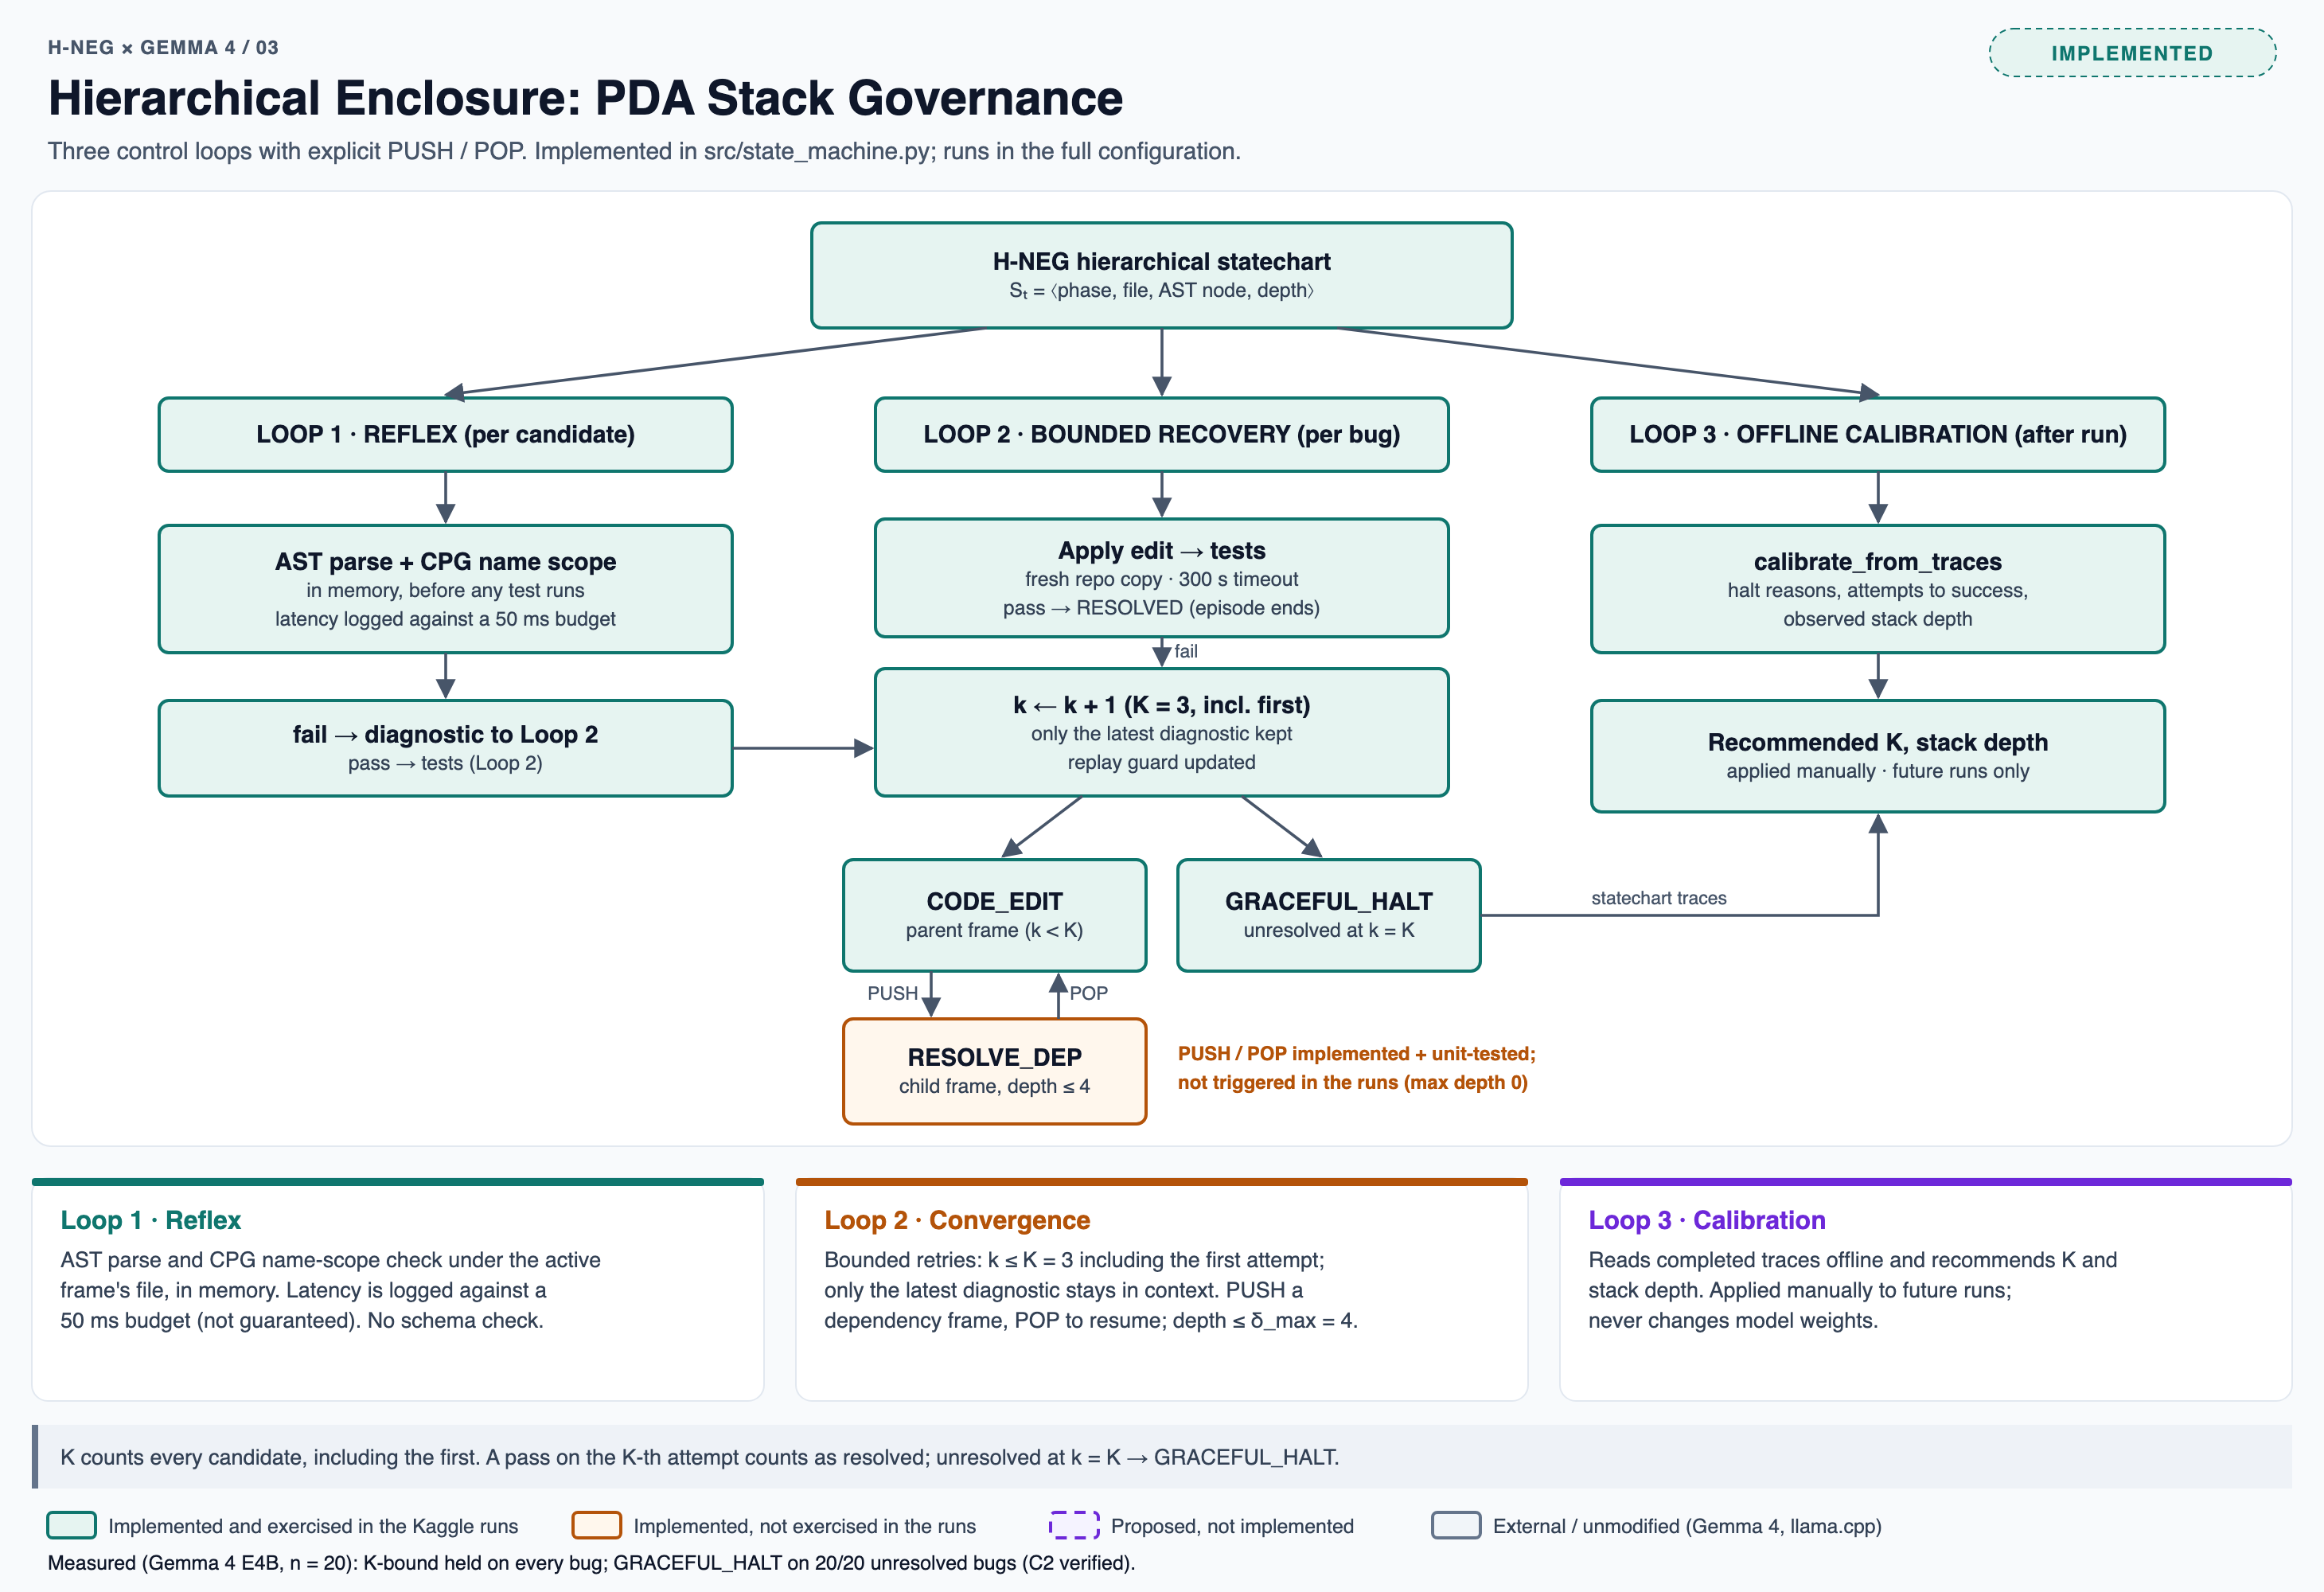 H-NEG × GEMMA 4 / 03
IMPLEMENTED
Hierarchical Enclosure: PDA Stack Governance
Three control loops with explicit PUSH / POP. Implemented in src/state_machine.py; runs in the full configuration.
H-NEG hierarchical statechart
Sₜ = ⟨phase, file, AST node, depth⟩
LOOP 1 · REFLEX (per candidate)
LOOP 2 · BOUNDED RECOVERY (per bug)
LOOP 3 · OFFLINE CALIBRATION (after run)
AST parse + CPG name scope
in memory, before any test runs
latency logged against a 50 ms budget
Apply edit → tests
fresh repo copy · 300 s timeout
pass → RESOLVED (episode ends)
calibrate_from_traces
halt reasons, attempts to success,
observed stack depth
fail
fail → diagnostic to Loop 2
pass → tests (Loop 2)
k ← k + 1 (K = 3, incl. first)
only the latest diagnostic kept
replay guard updated
Recommended K, stack depth
applied manually · future runs only
CODE_EDIT
parent frame (k < K)
GRACEFUL_HALT
unresolved at k = K
statechart traces
PUSH
POP
RESOLVE_DEP
child frame, depth ≤ 4
PUSH / POP implemented + unit-tested;
not triggered in the runs (max depth 0)
Loop 1 · Reflex
AST parse and CPG name-scope check under the active
frame's file, in memory. Latency is logged against a
50 ms budget (not guaranteed). No schema check.
Loop 2 · Convergence
Bounded retries: k ≤ K = 3 including the first attempt;
only the latest diagnostic stays in context. PUSH a
dependency frame, POP to resume; depth ≤ δ_max = 4.
Loop 3 · Calibration
Reads completed traces offline and recommends K and
stack depth. Applied manually to future runs;
never changes model weights.
K counts every candidate, including the first. A pass on the K-th attempt counts as resolved; unresolved at k = K → GRACEFUL_HALT.
Implemented and exercised in the Kaggle runs
Implemented, not exercised in the runs
Proposed, not implemented
External / unmodified (Gemma 4, llama.cpp)
Measured (Gemma 4 E4B, n = 20): K-bound held on every bug; GRACEFUL_HALT on 20/20 unresolved bugs (C2 verified).